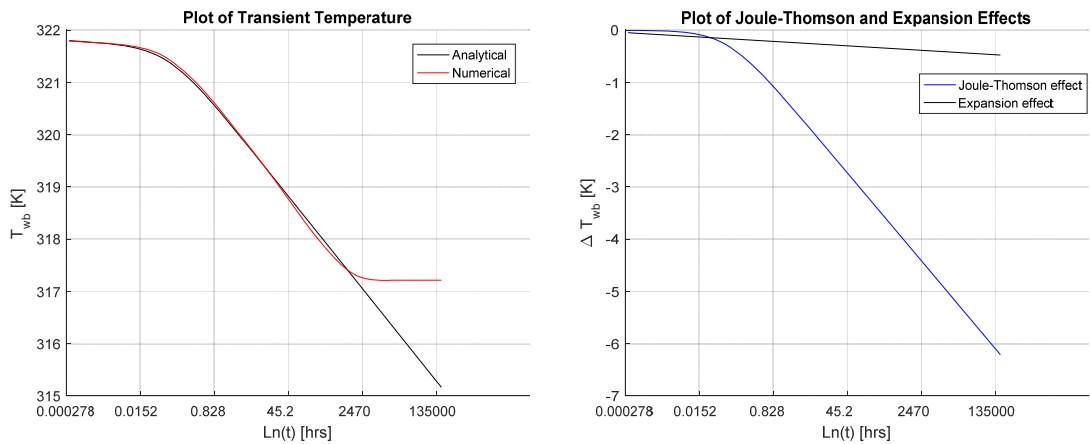 Plot of Transient Temperature
322
321
320
319
318
317
316
315
T_wb [K]
Analytical
Numerical
0.000278 0.0152 0.828 45.2 2470 135000
Ln(t) [hrs]
Plot of Joule-Thomson and Expansion Effects
0
-1
-2
-3
-4
-5
-6
-7
Δ T_wb [K]
Joule-Thomson effect
Expansion effect
0.000278 0.0152 0.828 45.2 2470 135000
Ln(t) [hrs]